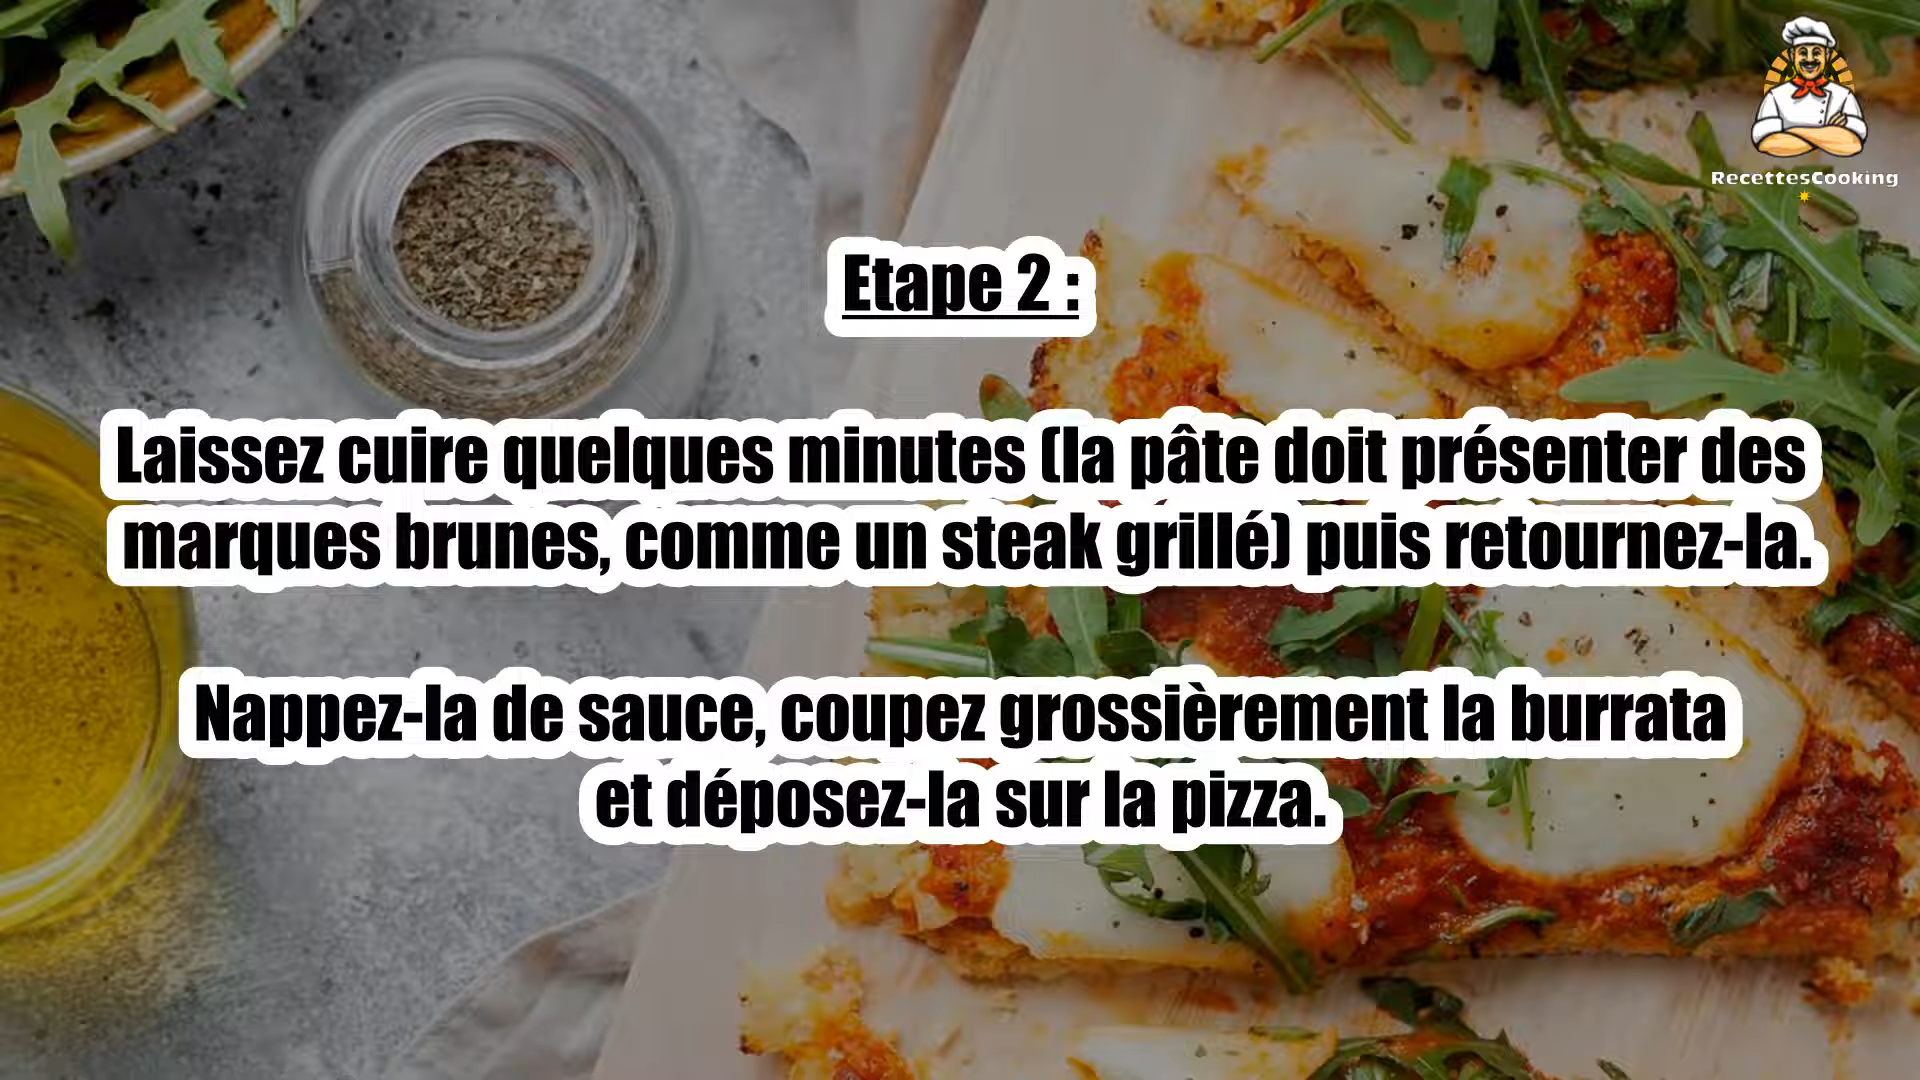 RecettesCooking
Etape 2 :
Laissez cuire quelques minutes (la pâte doit présenter des
marques brunes, comme un steak grillé) puis retournez-la.
Nappez-la de sauce, coupez grossièrement la burrata
et déposez-la sur la pizza.